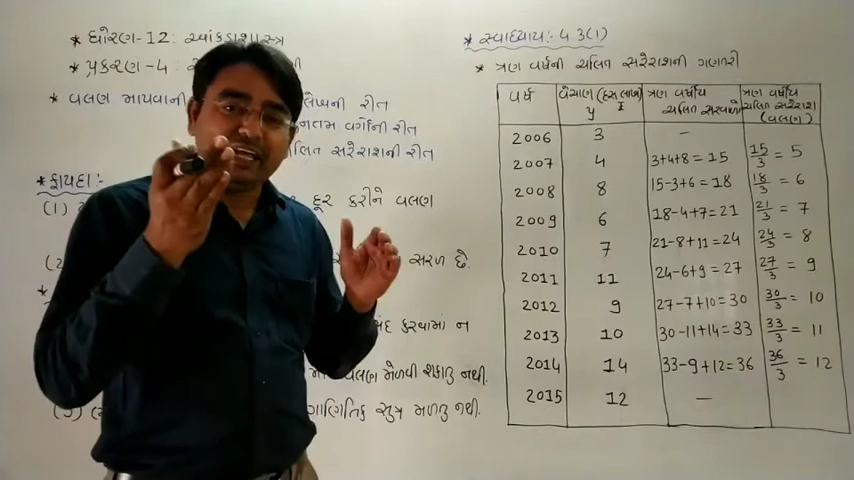 * ધોરણ-12: આંકડાશાસ્ત્ર
* પ્રકરણ-4:
* વલણ માપવાની
લેખની રીત
વર્ગોની રીત
ચલિત સરેરાશની રીત
* ફાયદા:-
(1)
દૂર કરીને વલણ
સરળ છે.
કરવામાં ન
વલણ મેળવી શકાતુ નથી.
ગાણિતિક સુત્ર મળતુ નથી.
* સ્વાધ્યાય:- 4 3(1)
* ત્રણ વર્ષની ચલિત સરેરાશની ગણતરી
વર્ષ વેચાણ (દસ લાખ ₹) y ત્રણ વર્ષીય ચલિત સરવાળો ત્રણ વર્ષીય ચલિત સરેરાશ (વલણ)
2006 3 -
2007 4 3+4+8=15 15/3 = 5
2008 8 15-3+6=18 18/3 = 6
2009 6 18-4+7=21 21/3 = 7
2010 7 21-8+11=24 24/3 = 8
2011 11 24-6+9=27 27/3 = 9
2012 9 27-7+10=30 30/3 = 10
2013 10 30-11+14=33 33/3 = 11
2014 14 33-9+12=36 36/3 = 12
2015 12 -